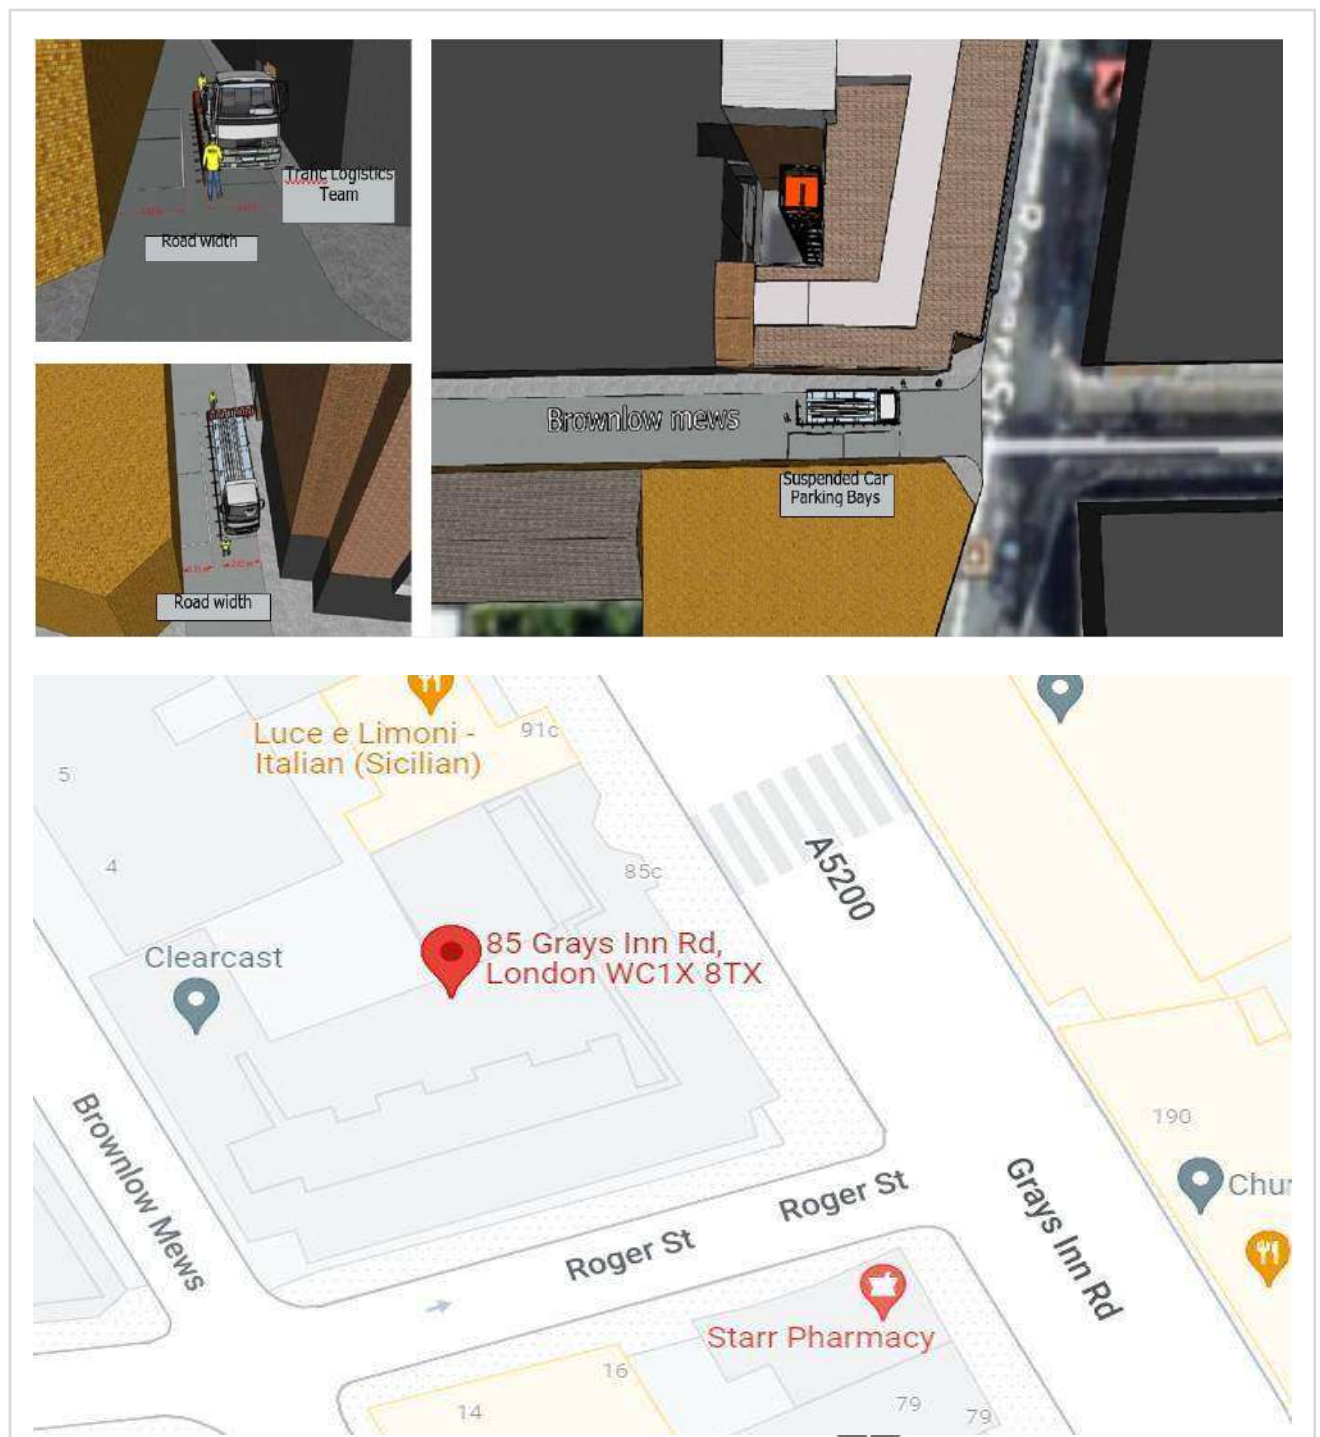 Trafic Logistics
Team
Road width
Road width
Brownlow mews
Suspended Car
Parking Bays
Luce e Limoni -
Italian (Sicilian)
91c
5
4
85c
A5200
Clearcast
85 Grays Inn Rd,
London WC1X 8TX
Brownlow Mews
Roger St
Roger St
Grays Inn Rd
190
Chur
Starr Pharmacy
16
14
79
79